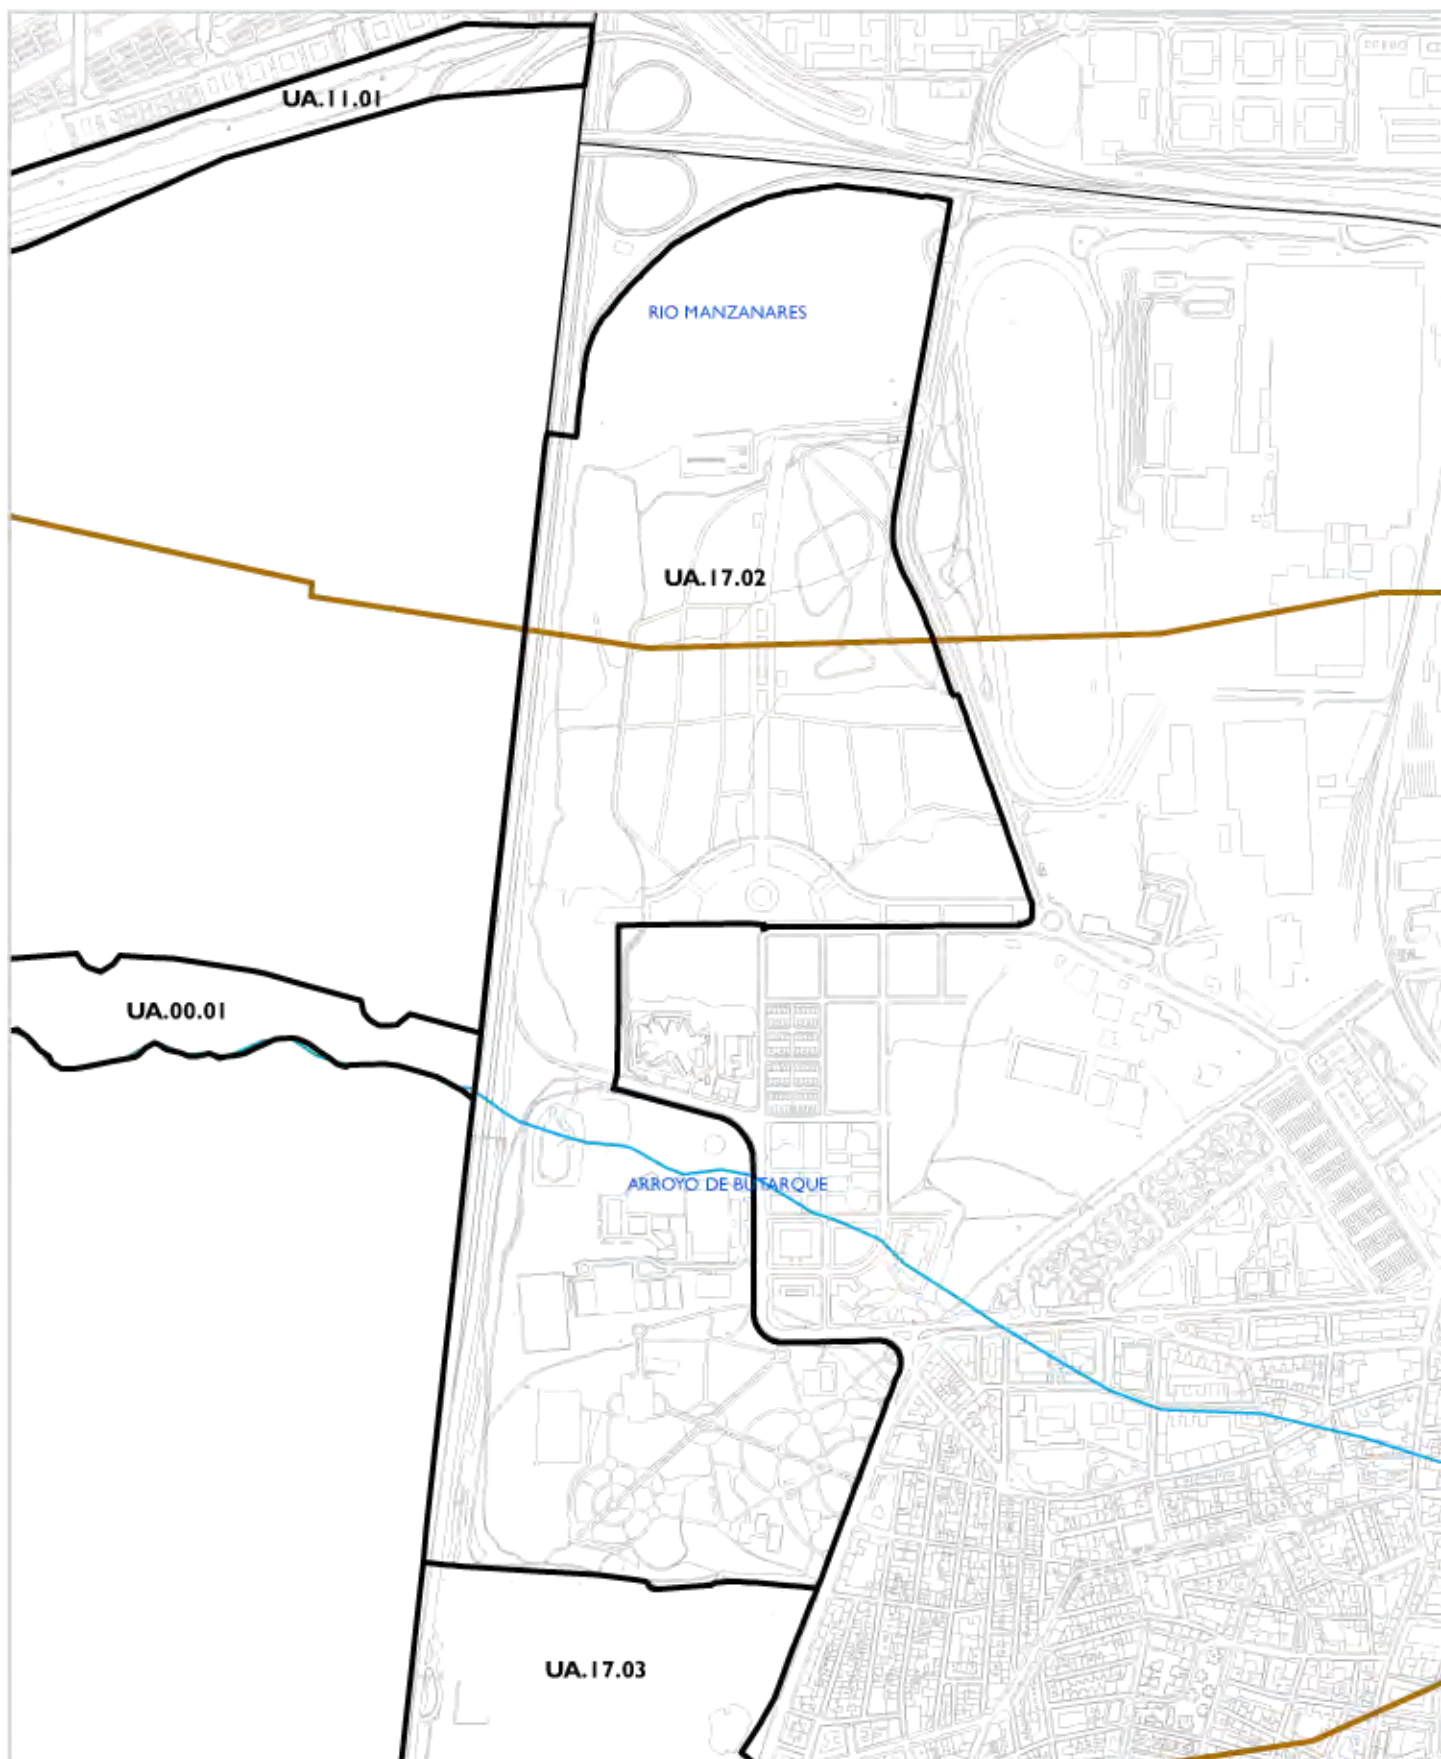 UA.11.01
RIO MANZANARES
UA.17.02
UA.00.01
ARROYO DE BUTARQUE
UA.17.03